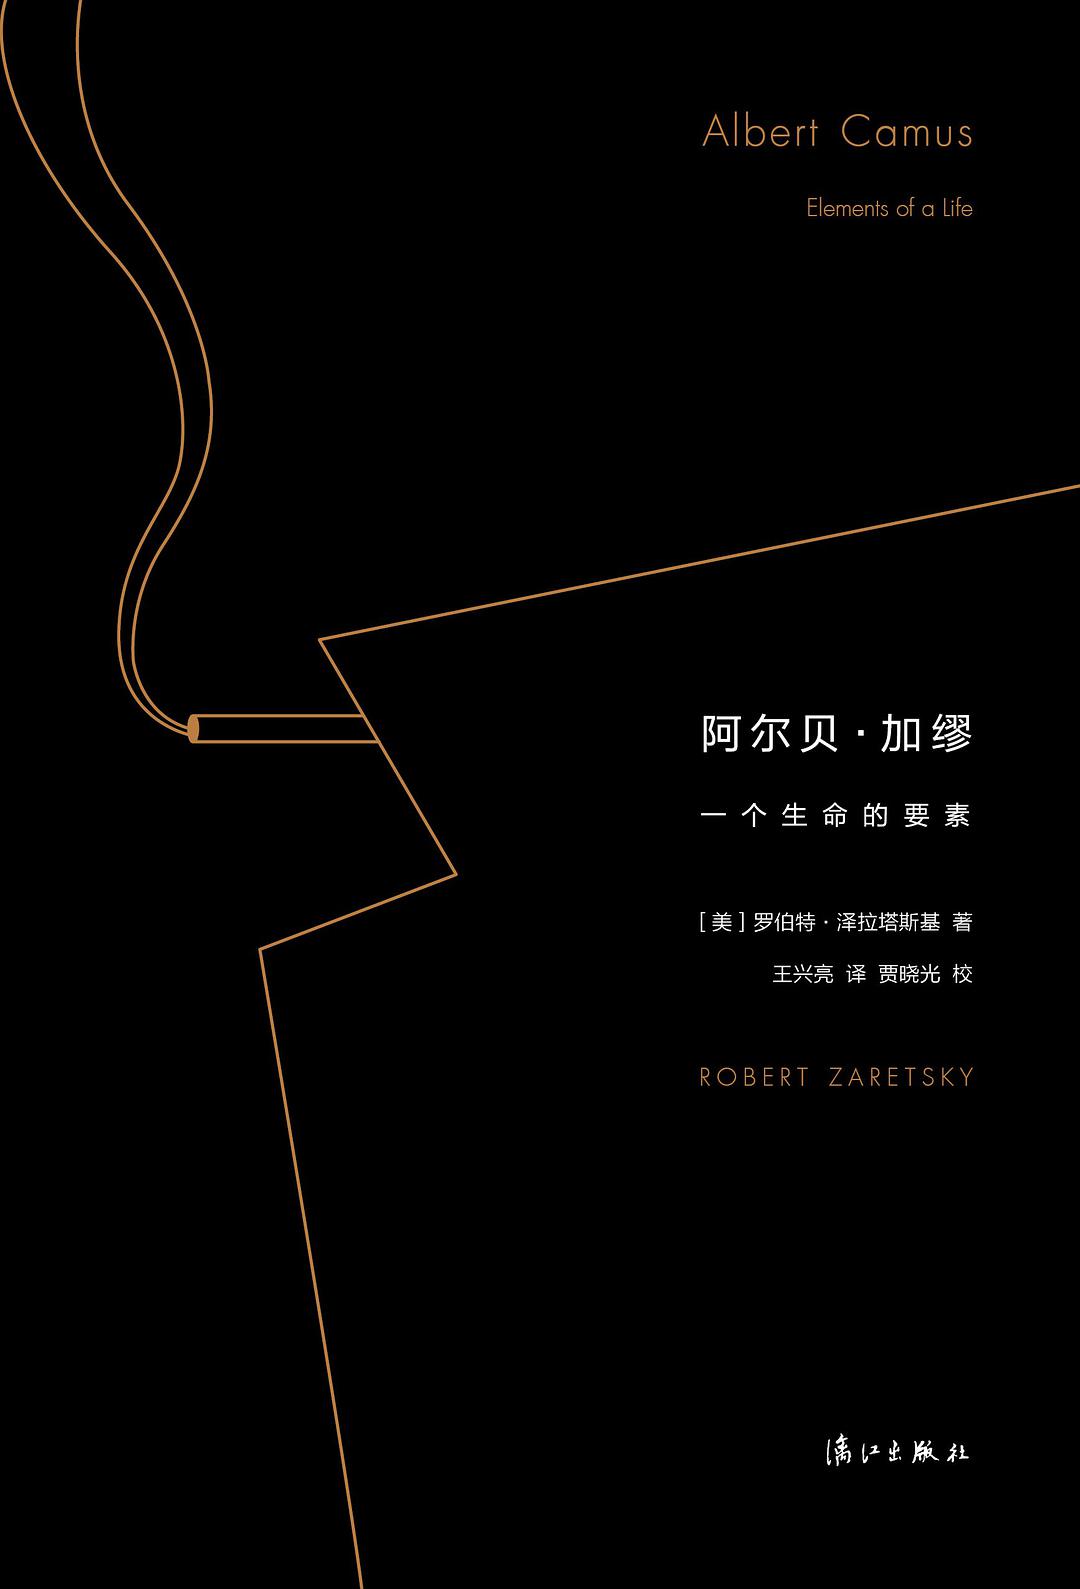 Albert Camus
Elements of a Life
阿尔贝·加缪
一个生命的要素
[美]罗伯特·泽拉塔斯基 著
王兴亮 译 贾晓光 校
ROBERT ZARETSKY
漓江出版社